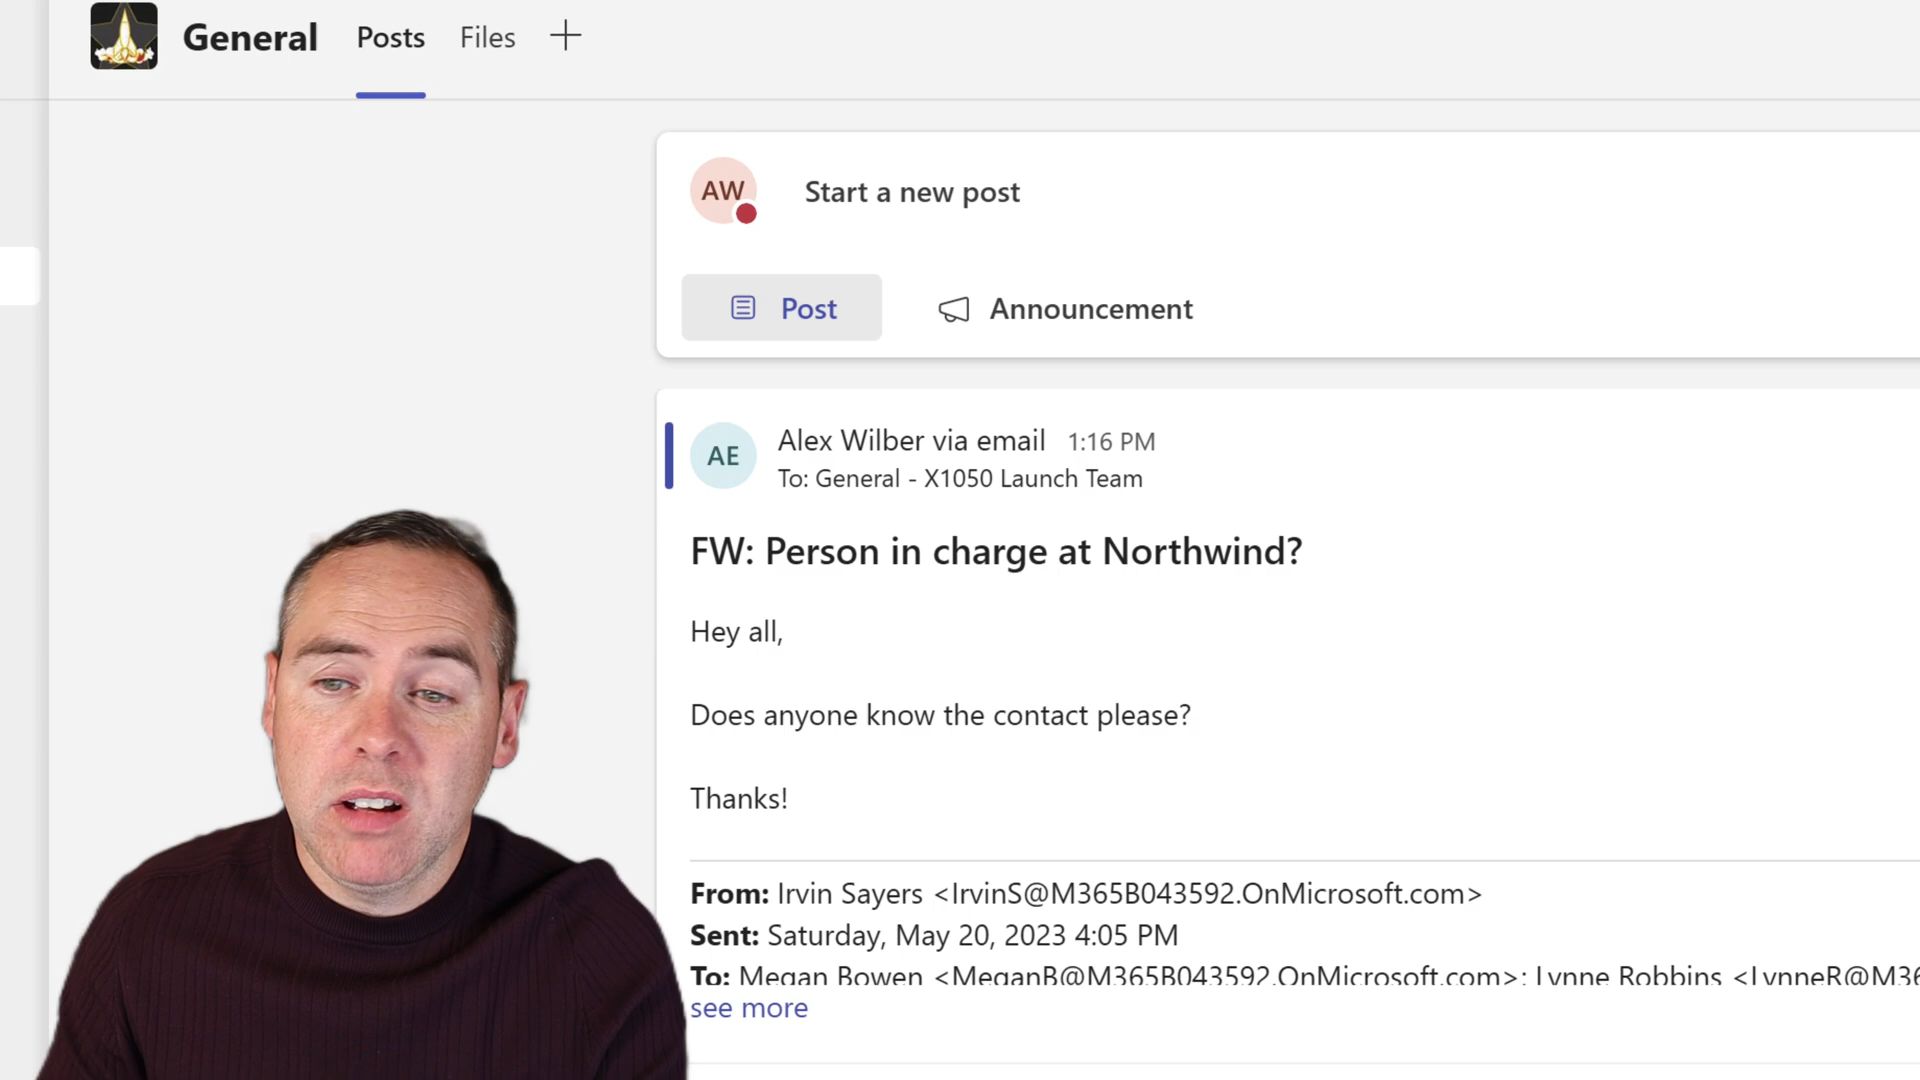 General Posts Files
AW Start a new post
Post Announcement
AE Alex Wilber via email 1:16 PM
To: General - X1050 Launch Team
FW: Person in charge at Northwind?
Hey all,
Does anyone know the contact please?
Thanks!
From: Irvin Sayers <IrvinS@M365B043592.OnMicrosoft.com>
Sent: Saturday, May 20, 2023 4:05 PM
To: Megan Bowen <MeganB@M365B043592.OnMicrosoft.com>; Lynne Robbins <LynneR@M36
see more